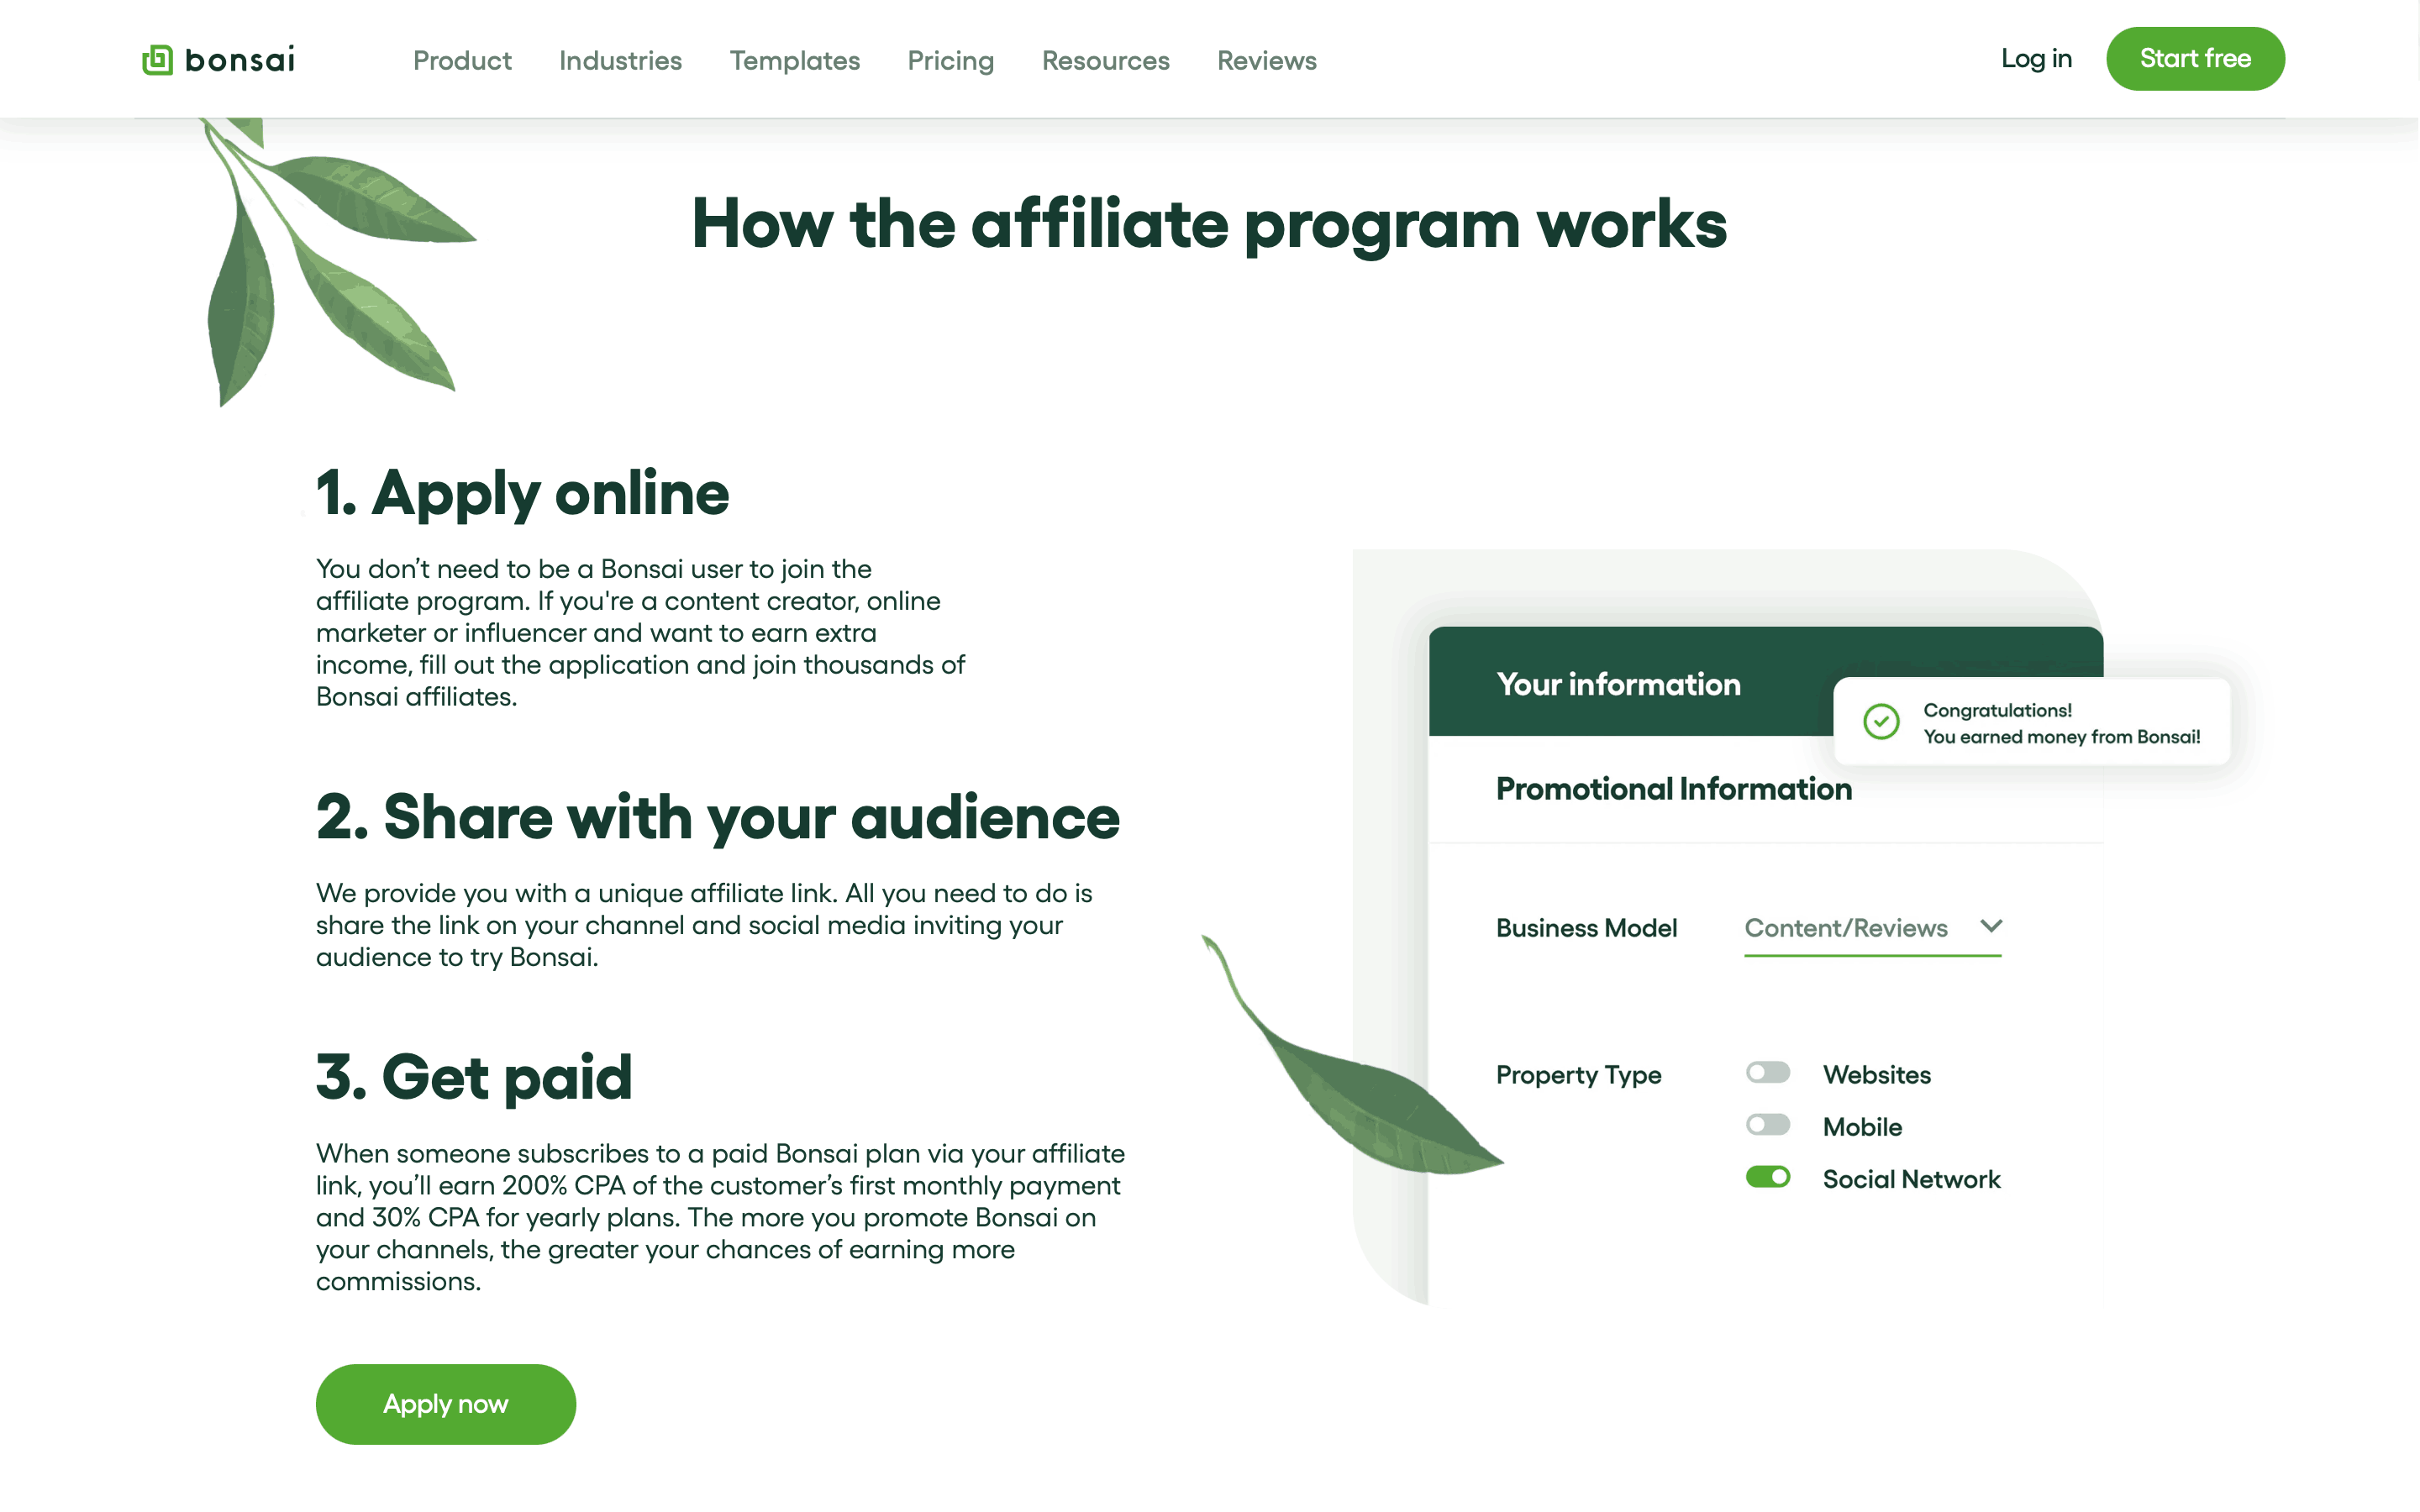 bonsai
Product Industries Templates Pricing Resources Reviews
Log in
Start free
How the affiliate program works
1. Apply online
You don’t need to be a Bonsai user to join the
affiliate program. If you're a content creator, online
marketer or influencer and want to earn extra
income, fill out the application and join thousands of
Bonsai affiliates.
2. Share with your audience
We provide you with a unique affiliate link. All you need to do is
share the link on your channel and social media inviting your
audience to try Bonsai.
3. Get paid
When someone subscribes to a paid Bonsai plan via your affiliate
link, you’ll earn 200% CPA of the customer’s first monthly payment
and 30% CPA for yearly plans. The more you promote Bonsai on
your channels, the greater your chances of earning more
commissions.
Apply now
Your information
Congratulations!
You earned money from Bonsai!
Promotional Information
Business Model Content/Reviews
Property Type Websites
Mobile
Social Network